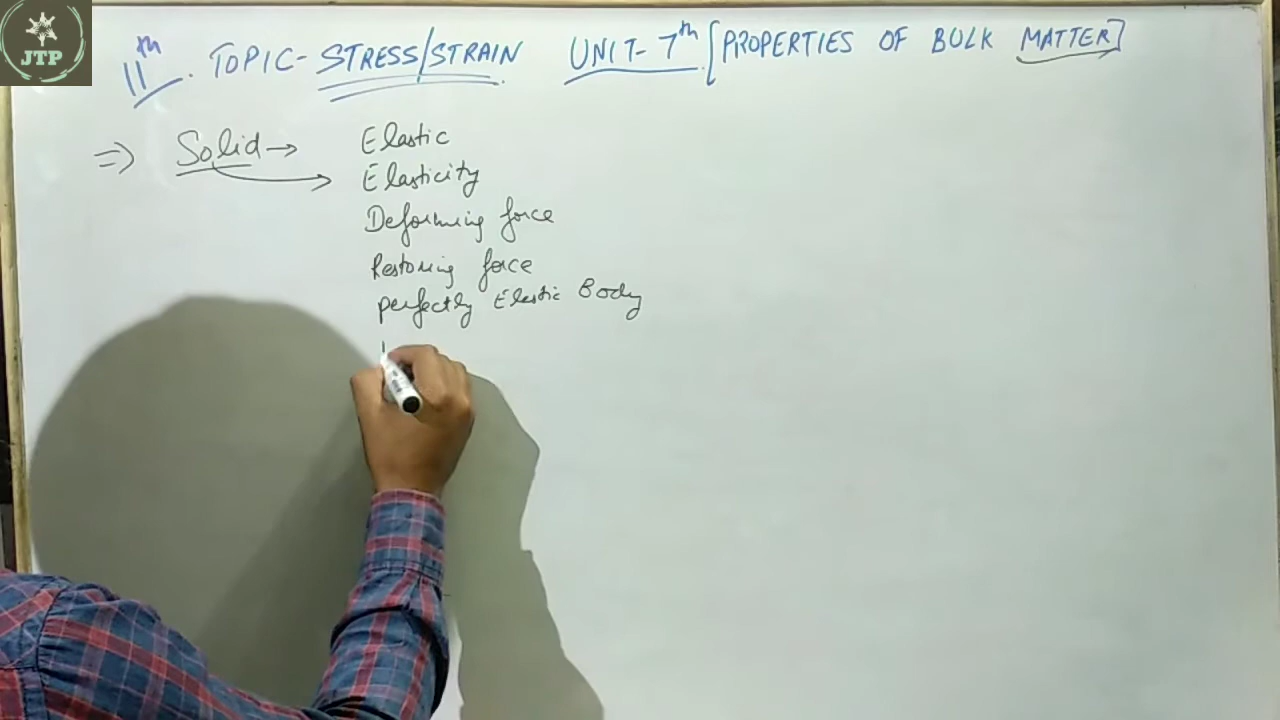 JTP
11th. TOPIC- STRESS/STRAIN UNIT- 7th [PROPERTIES OF BULK MATTER]
=> Solid → Elastic
Elasticity
Deforming force
Restoring force
Perfectly Elastic Body